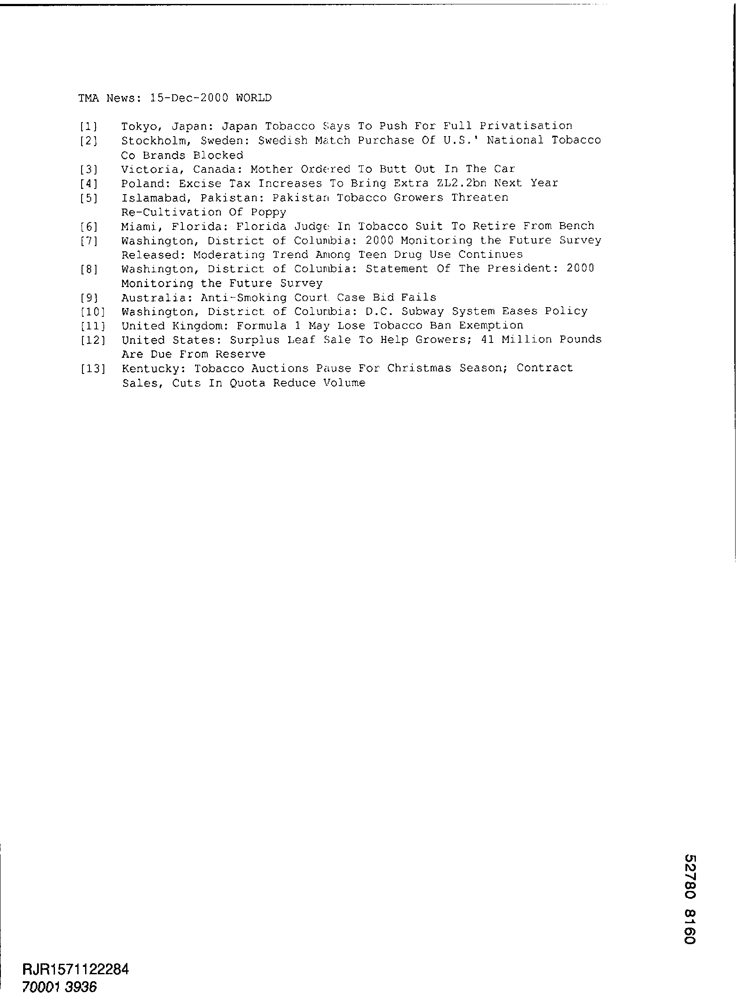 TMA News: 15-Dec-2000 WORLD
[1] Tokyo, Japan: Japan Tobacco Says To Push For Full Privatisation
[2] Stockholm, Sweden: Swedish Match Purchase Of U.S.' National Tobacco
Co Brands Blocked
[3] Victoria, Canada: Mother Ordered To Butt Out In The Car
[4] Poland: Excise Tax Increases To Bring Extra ZL2.2bn Next Year
[5] Islamabad, Pakistan: Pakistan Tobacco Growers Threaten
Re-Cultivation Of Poppy
[6] Miami, Florida: Florida Judge In Tobacco Suit To Retire From Bench
[7] Washington, District of Columbia: 2000 Monitoring the Future Survey
Released: Moderating Trend Among Teen Drug Use Continues
[8] Washington, District of Columbia: Statement Of The President: 2000
Monitoring the Future Survey
[9] Australia: Anti-Smoking Court Case Bid Fails
[10] Washington, District of Columbia: D.C. Subway System Eases Policy
[11] United Kingdom: Formula 1 May Lose Tobacco Ban Exemption
[12] United States: Surplus Leaf Sale To Help Growers; 41 Million Pounds
Are Due From Reserve
[13] Kentucky: Tobacco Auctions Pause For Christmas Season; Contract
Sales, Cuts In Quota Reduce Volume
52780 8160
RJR1571122284
70001 3936